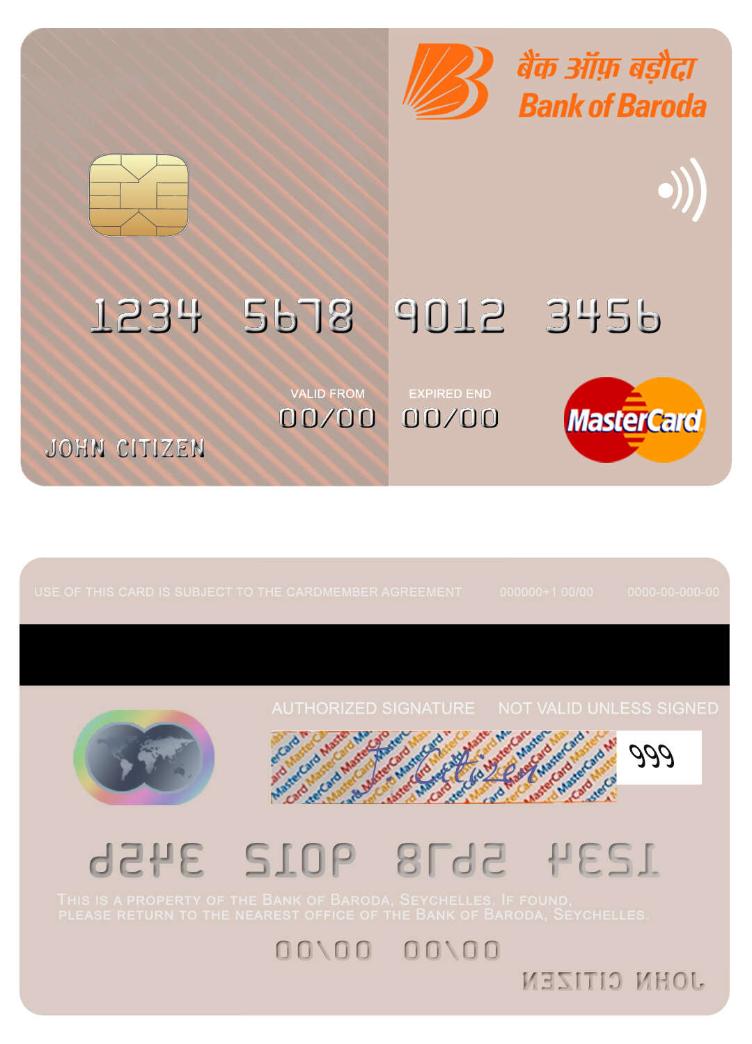 बैंक ऑफ़ बड़ौदा
Bank of Baroda
1234 5678 9012 3456
VALID FROM EXPIRED END
00/00 00/00
JOHN CITIZEN
MasterCard
USE OF THIS CARD IS SUBJECT TO THE CARDMEMBER AGREEMENT 000000+1 00/00 0000-00-000-00
AUTHORIZED SIGNATURE NOT VALID UNLESS SIGNED
MasterCard MasterCard MasterCard MasterCard
J Citizen
999
1234 5678 9012 3456
THIS IS A PROPERTY OF THE BANK OF BARODA, SEYCHELLES. IF FOUND,
PLEASE RETURN TO THE NEAREST OFFICE OF THE BANK OF BARODA, SEYCHELLES.
00/00 00/00
JOHN CITIZEN